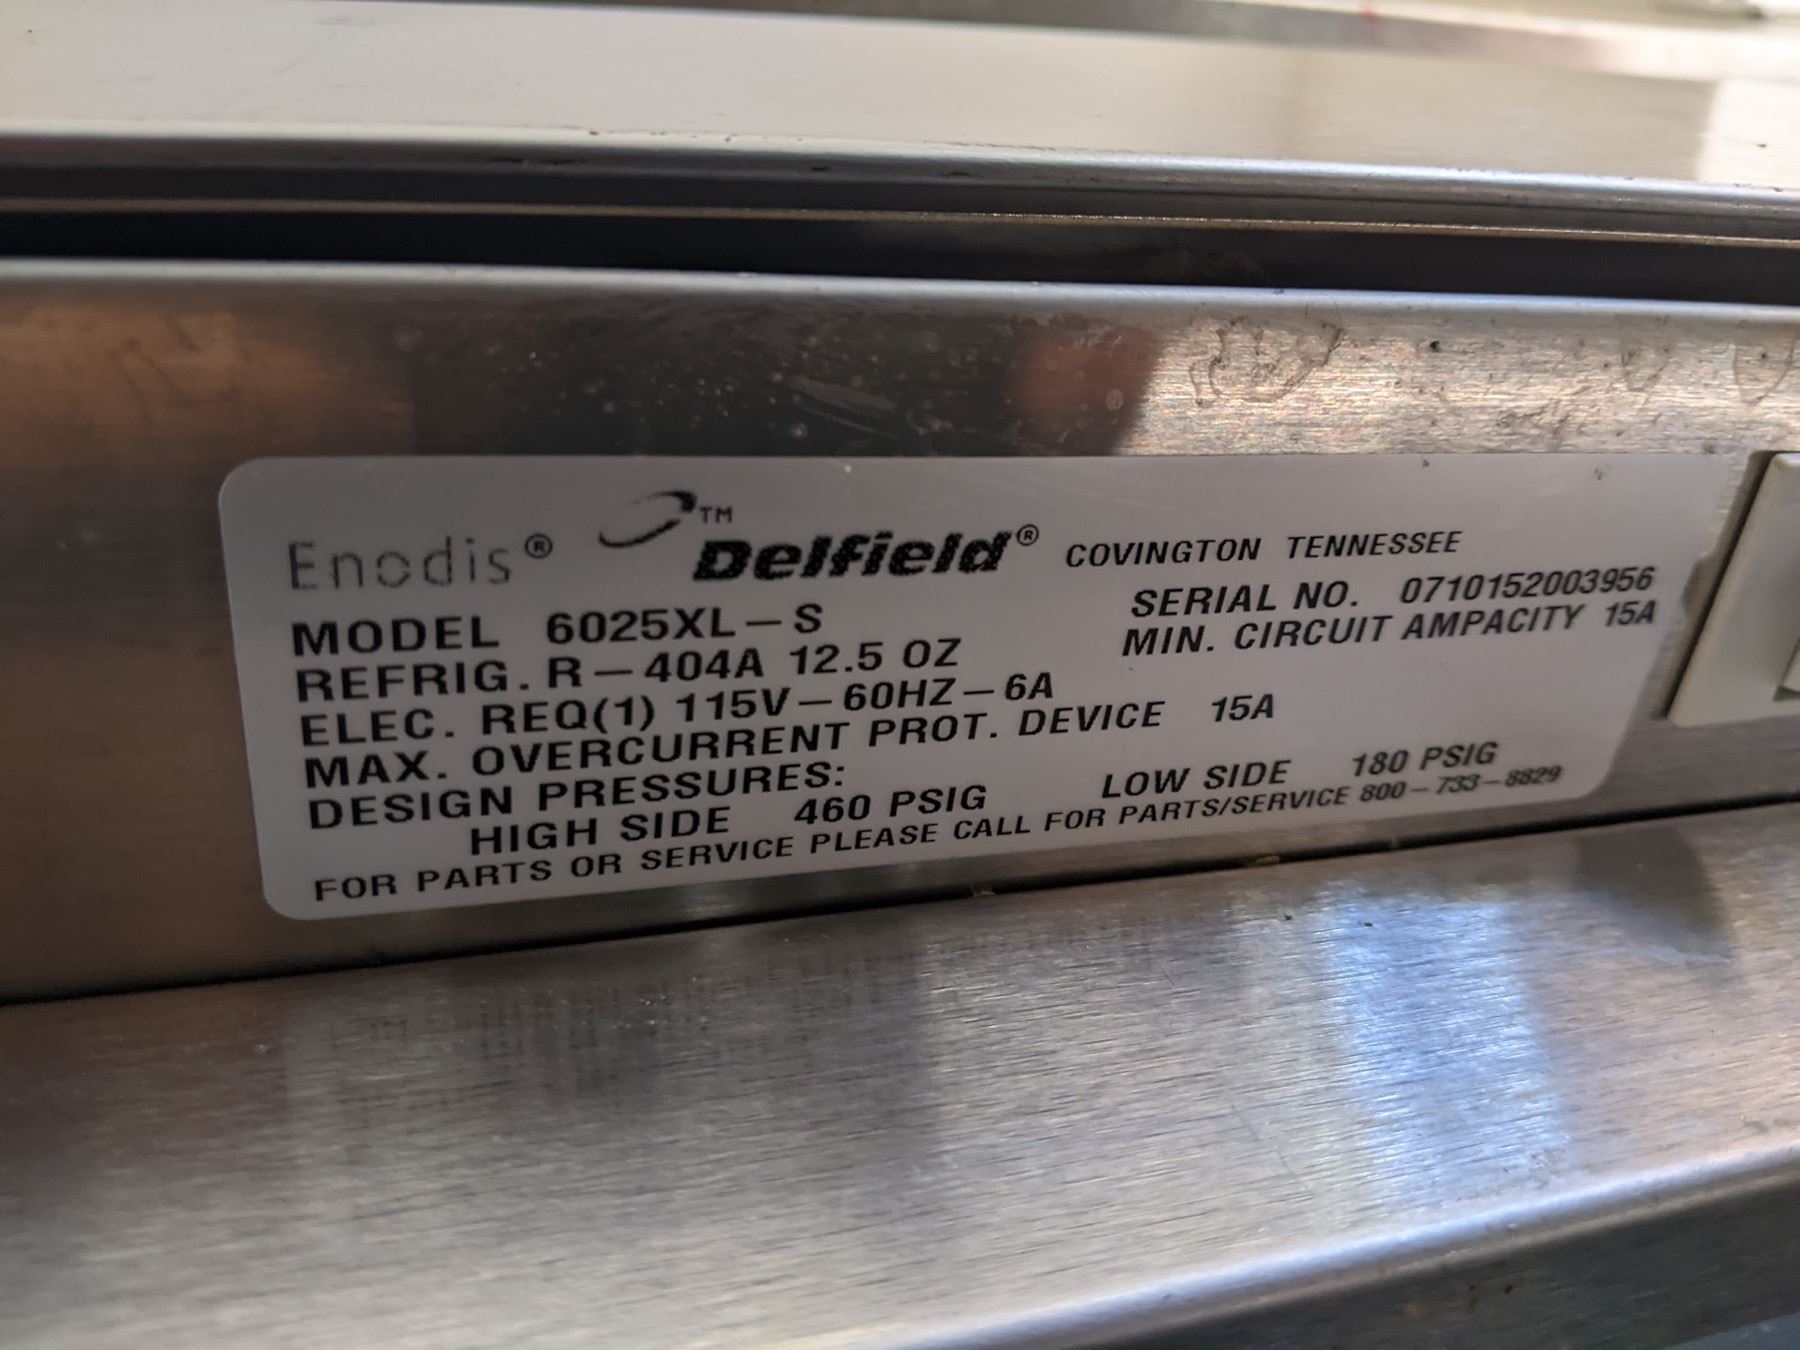 Enodis® ™ Delfield® COVINGTON TENNESSEE
MODEL 6025XL-S SERIAL NO. 0710152003956
REFRIG. R-404A 12.5 OZ MIN. CIRCUIT AMPACITY 15A
ELEC. REQ(1) 115V-60HZ-6A
MAX. OVERCURRENT PROT. DEVICE 15A
DESIGN PRESSURES:
HIGH SIDE 460 PSIG LOW SIDE 180 PSIG
FOR PARTS OR SERVICE PLEASE CALL FOR PARTS/SERVICE 800-733-8829